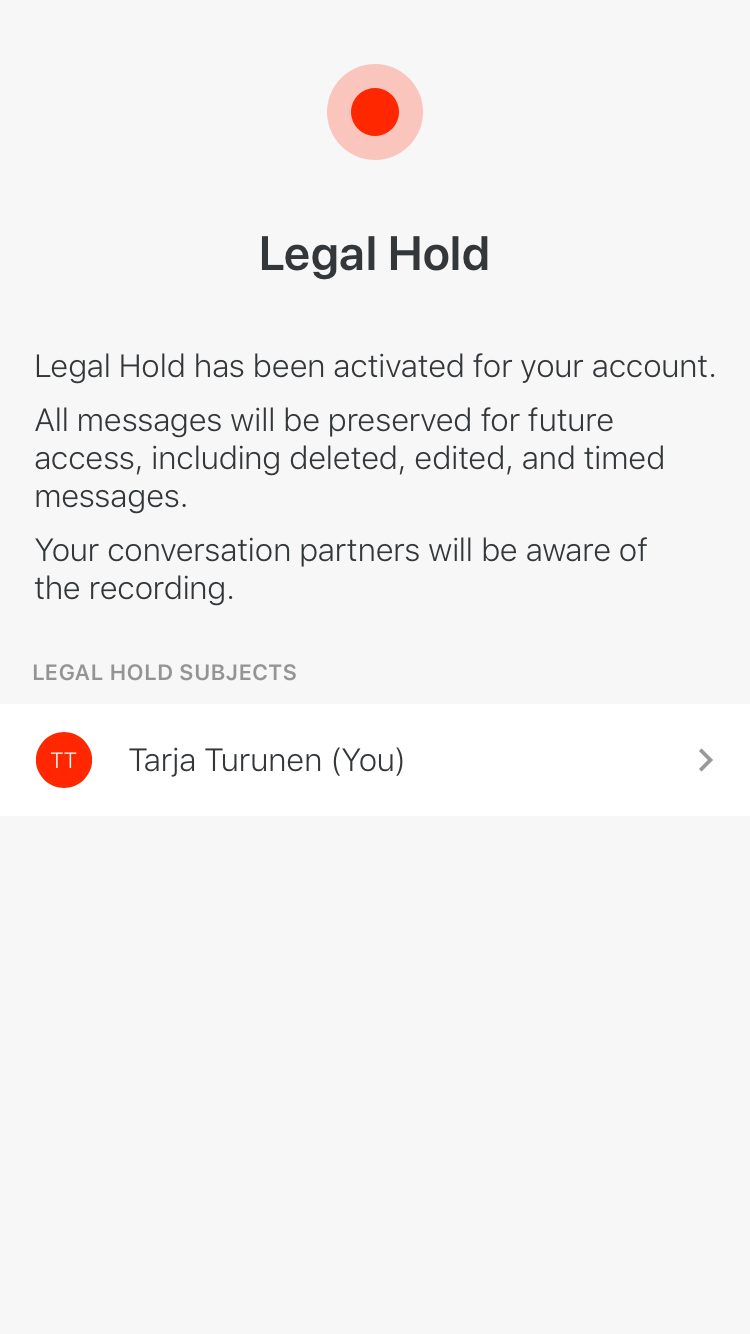 Legal Hold
Legal Hold has been activated for your account.
All messages will be preserved for future
access, including deleted, edited, and timed
messages.
Your conversation partners will be aware of
the recording.
LEGAL HOLD SUBJECTS
TT
Tarja Turunen (You)